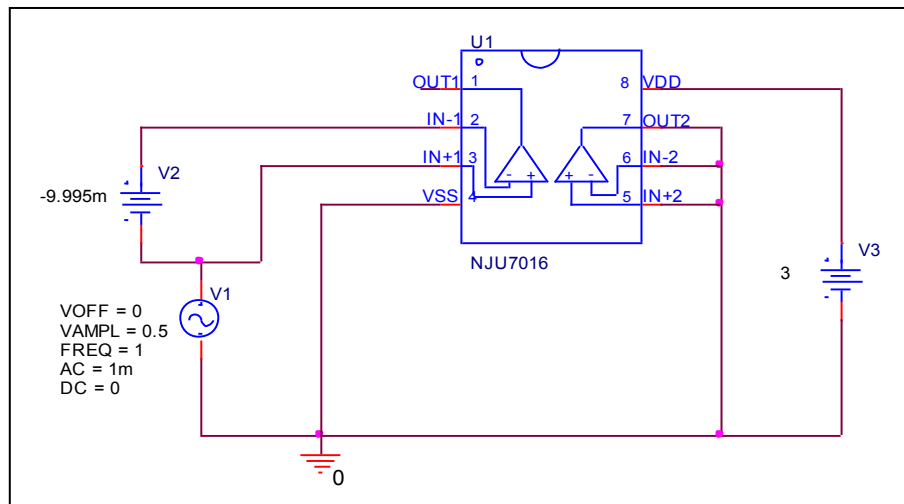 U1
OUT1 1 8 VDD
IN-1 2 7 OUT2
IN+1 3 6 IN-2
VSS 4 5 IN+2
- + + -
NJU7016
V2
-9.995m
V1
VOFF = 0
VAMPL = 0.5
FREQ = 1
AC = 1m
DC = 0
V3
3
0